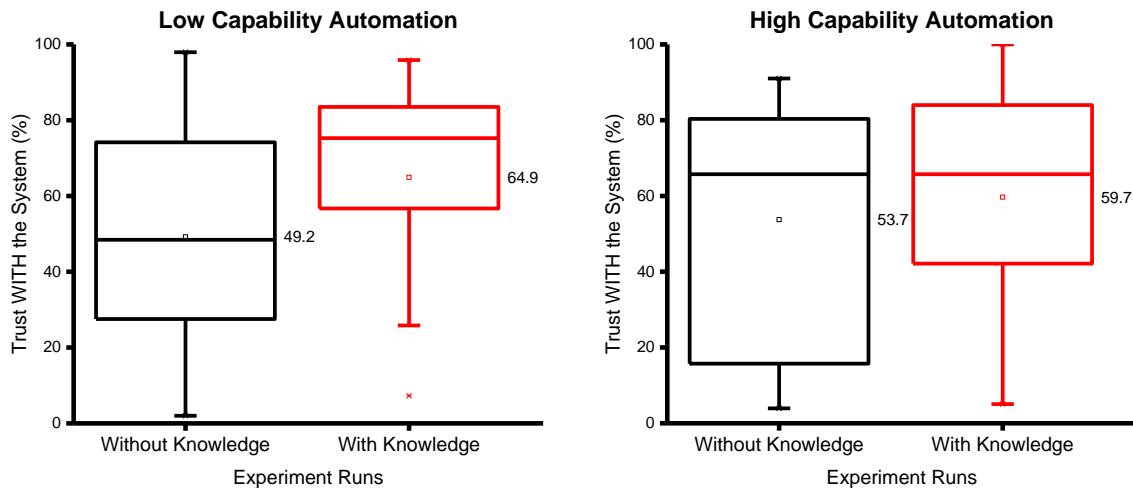 Low Capability Automation
Trust WITH the System (%)
100
80
60
40
20
0
49.2
64.9
Without Knowledge
With Knowledge
Experiment Runs
High Capability Automation
Trust WITH the System (%)
100
80
60
40
20
0
53.7
59.7
Without Knowledge
With Knowledge
Experiment Runs